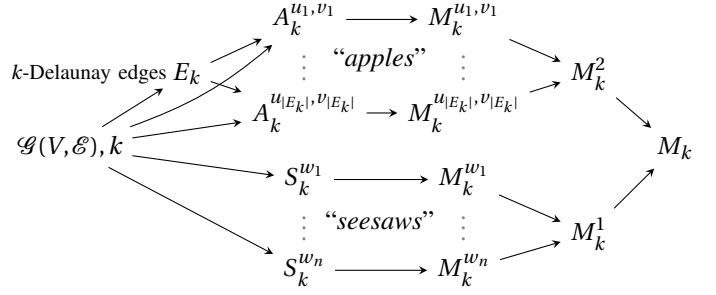 A_k^{u_1,v_1} M_k^{u_1,v_1}
k-Delaunay edges E_k ⋮ “apples” ⋮ M_k^2
A_k^{u_{|E_k|},v_{|E_k|}} M_k^{u_{|E_k|},v_{|E_k|}}
𝒢(V,ℰ), k M_k
S_k^{w_1} M_k^{w_1}
⋮ “seesaws” ⋮ M_k^1
S_k^{w_n} M_k^{w_n}